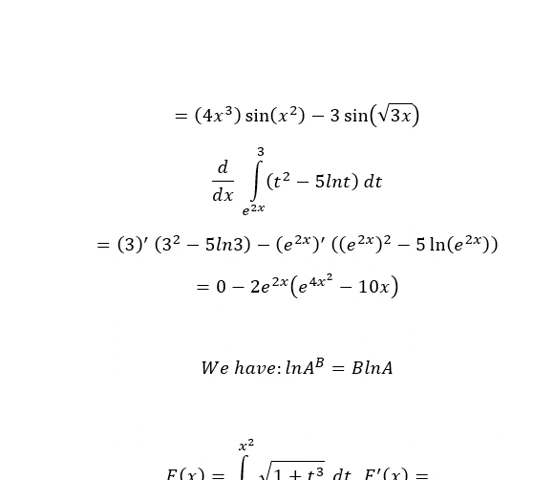 = (4x³) sin(x²) − 3 sin(√3x)
d/dx ∫_{e^{2x}}^{3} (t² − 5lnt) dt
= (3)′ (3² − 5ln3) − (e^{2x})′ ((e^{2x})² − 5 ln(e^{2x}))
= 0 − 2e^{2x}(e^{4x²} − 10x)
We have: lnA^B = BlnA
F(x) = ∫^{x²} √1 + t³ dt F′(x) =